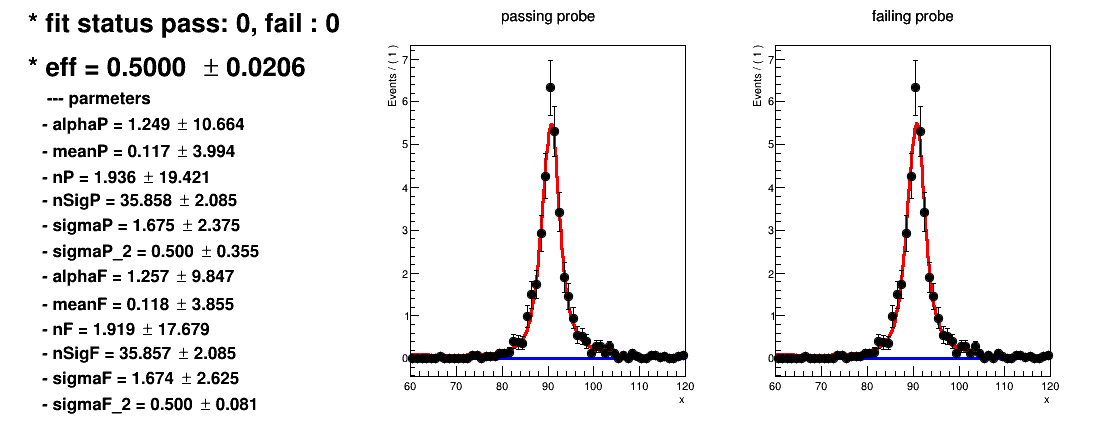 * fit status pass: 0, fail : 0
* eff = 0.5000 ± 0.0206
--- parmeters
- alphaP = 1.249 ± 10.664
- meanP = 0.117 ± 3.994
- nP = 1.936 ± 19.421
- nSigP = 35.858 ± 2.085
- sigmaP = 1.675 ± 2.375
- sigmaP_2 = 0.500 ± 0.355
- alphaF = 1.257 ± 9.847
- meanF = 0.118 ± 3.855
- nF = 1.919 ± 17.679
- nSigF = 35.857 ± 2.085
- sigmaF = 1.674 ± 2.625
- sigmaF_2 = 0.500 ± 0.081
passing probe
Events / ( 1 )
7
6
5
4
3
2
1
0
60 70 80 90 100 110 120
x
failing probe
Events / ( 1 )
7
6
5
4
3
2
1
0
60 70 80 90 100 110 120
x